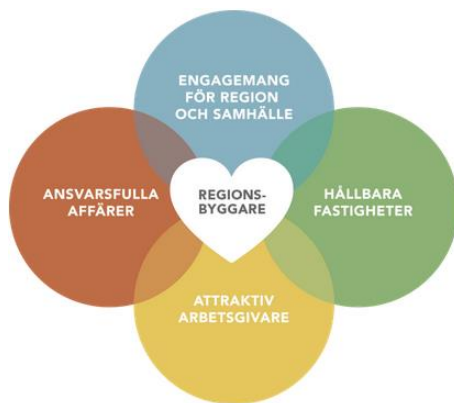 ENGAGEMANG
FÖR REGION
OCH SAMHÄLLE
ANSVARSFULLA
AFFÄRER
REGIONS-
BYGGARE
HÅLLBARA
FASTIGHETER
ATTRAKTIV
ARBETSGIVARE